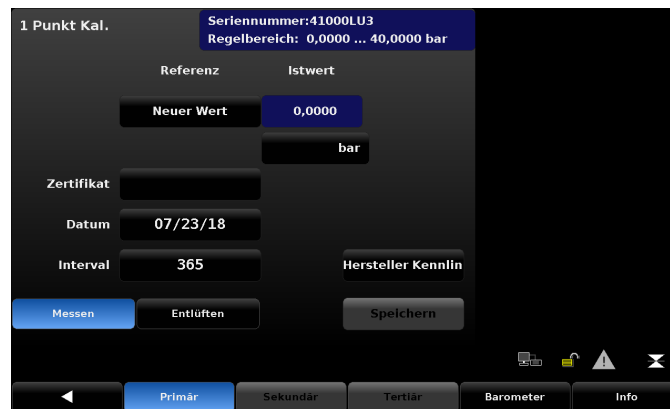 1 Punkt Kal.
Seriennummer:41000LU3
Regelbereich: 0,0000 ... 40,0000 bar
Referenz Istwert
Neuer Wert 0,0000
bar
Zertifikat
Datum 07/23/18
Interval 365 Hersteller Kennlin
Messen Entlüften Speichern
Primär Sekundär Tertiär Barometer Info